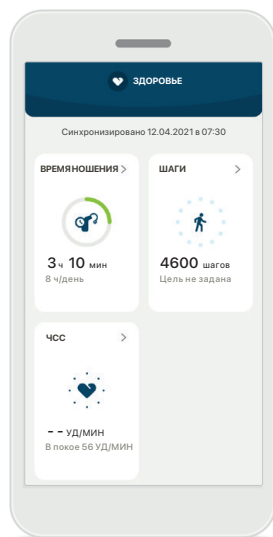 ЗДОРОВЬЕ
Синхронизировано 12.04.2021 в 07:30
ВРЕМЯ НОШЕНИЯ
3 ч 10 мин
8 ч/день
ШАГИ
4600 шагов
Цель не задана
ЧСС
-- УД/МИН
В покое 56 УД/МИН